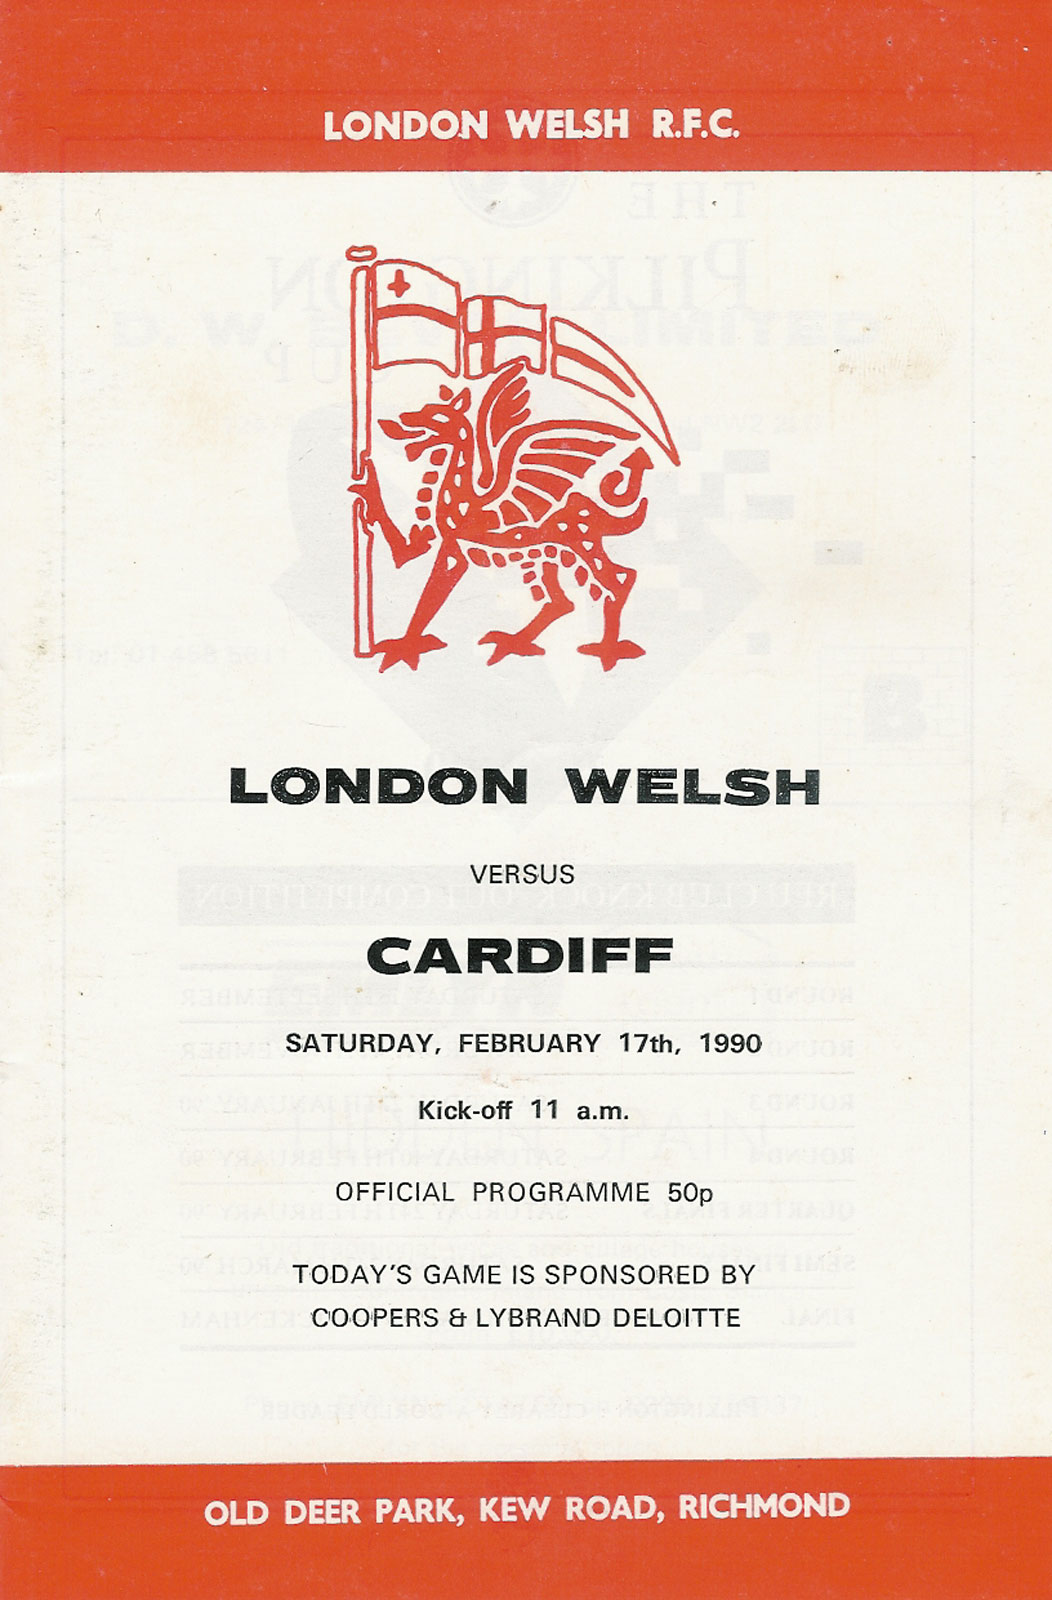 LONDON WELSH R.F.C.
LONDON WELSH
VERSUS
CARDIFF
SATURDAY, FEBRUARY 17th, 1990
Kick-off 11 a.m.
OFFICIAL PROGRAMME 50p
TODAY'S GAME IS SPONSORED BY
COOPERS & LYBRAND DELOITTE
OLD DEER PARK, KEW ROAD, RICHMOND